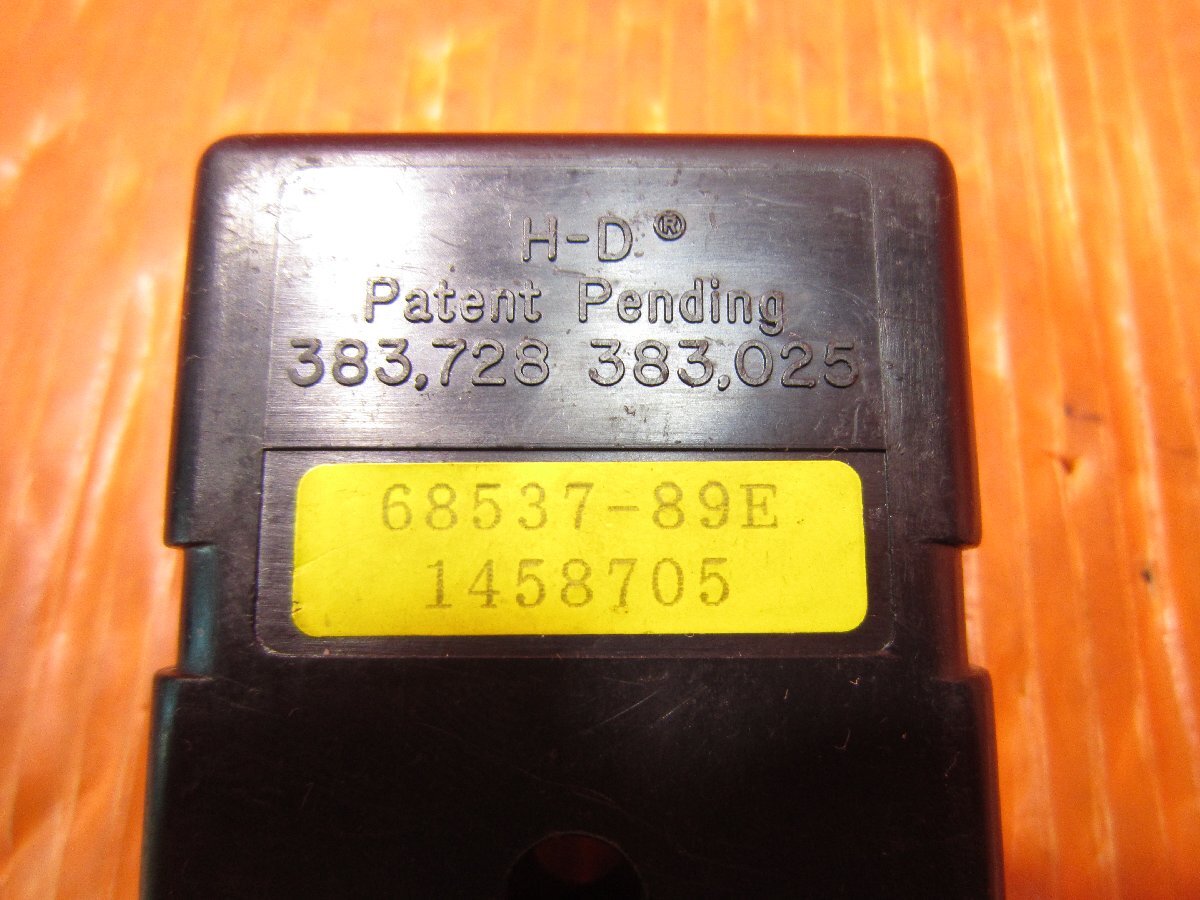 H-D®
Patent Pending
383,728 383,025
68537-89E
1458705